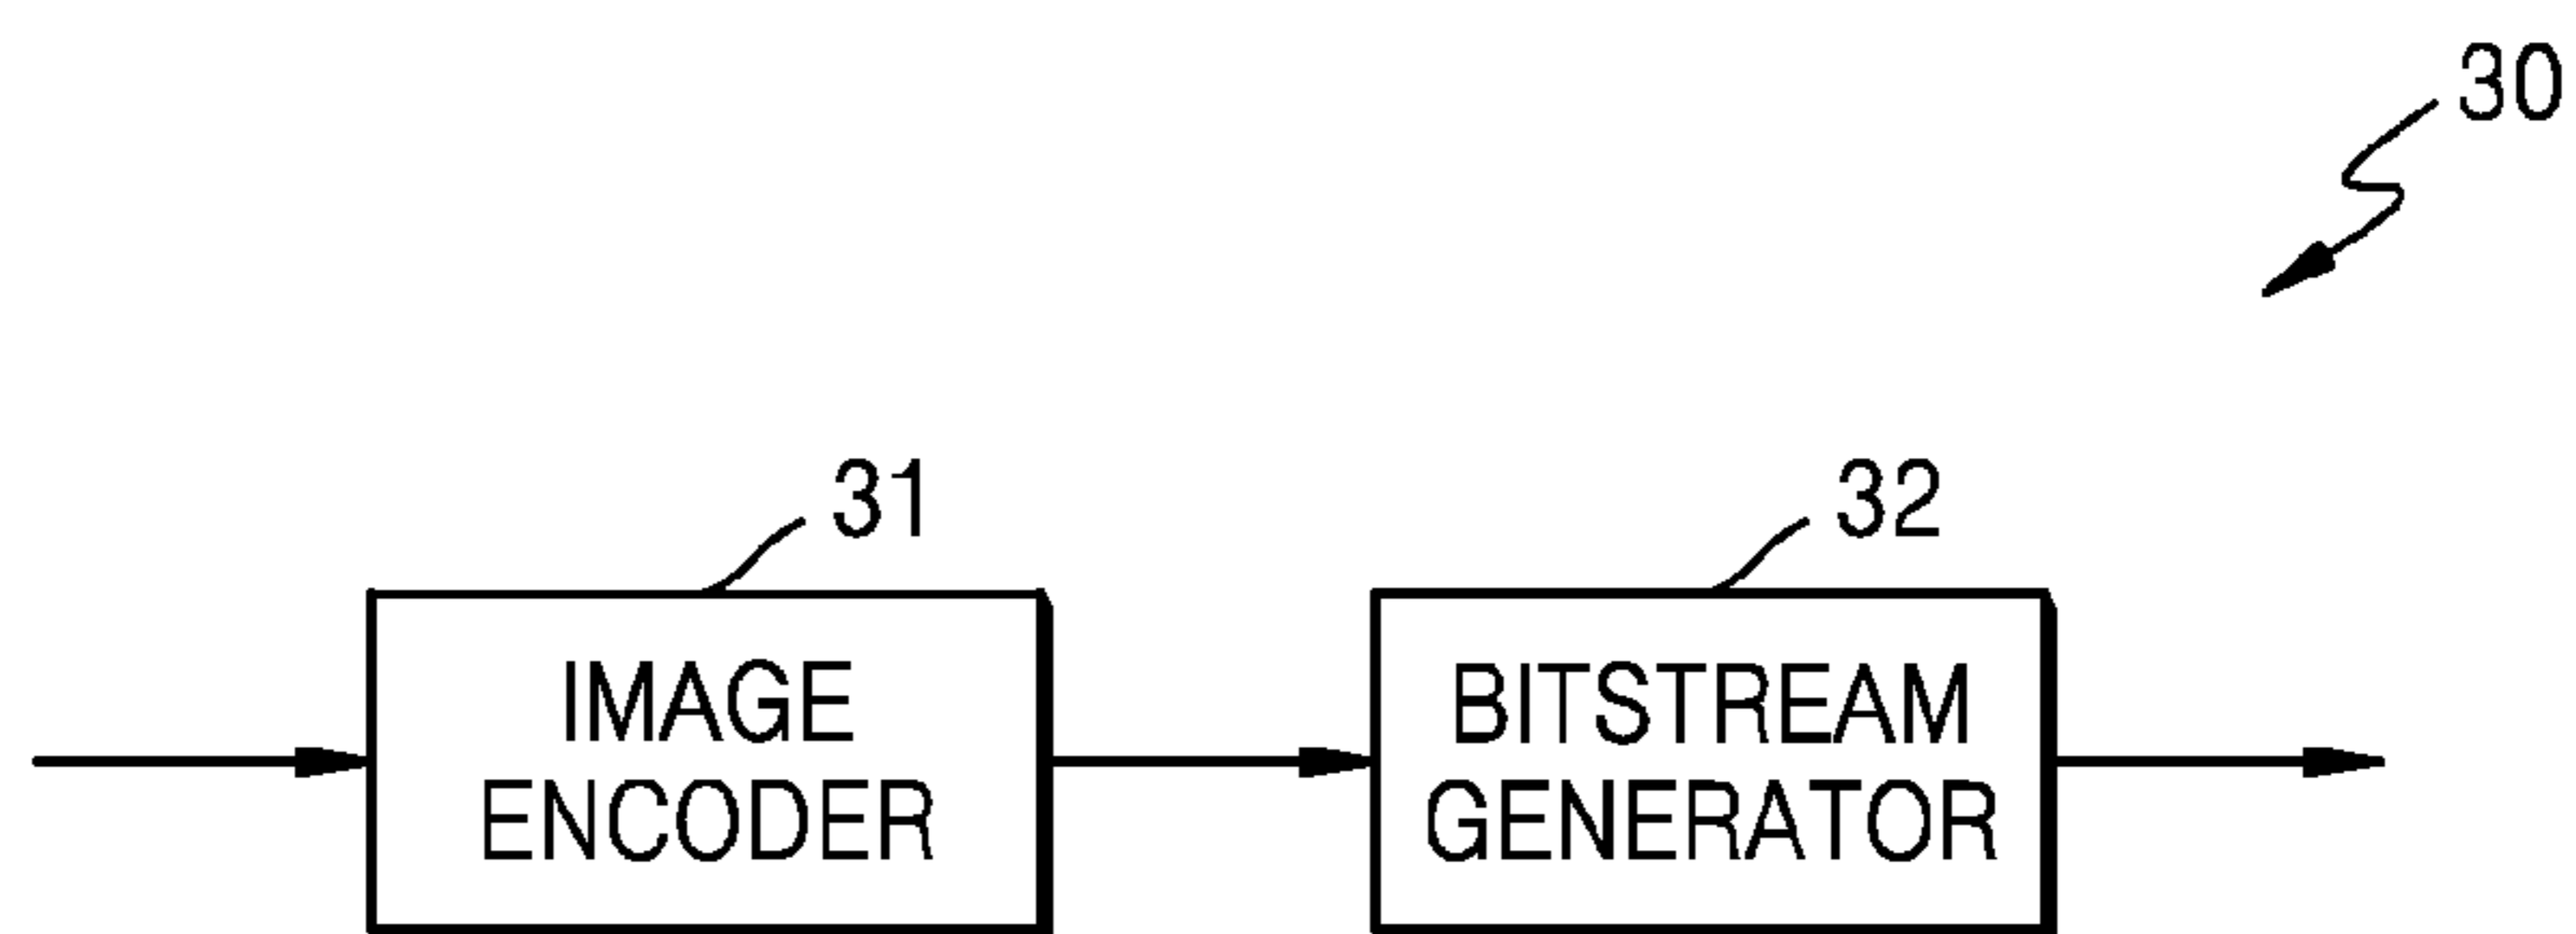 30
31
32
IMAGE
ENCODER
BITSTREAM
GENERATOR